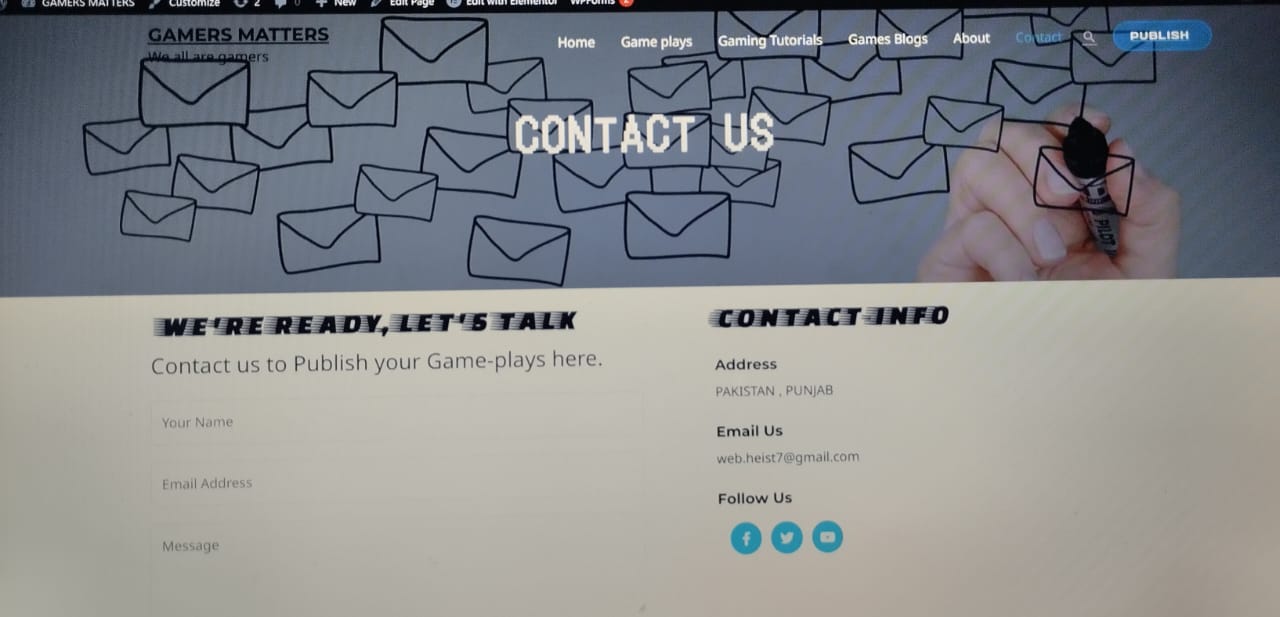 GAMERS MATTERS Customize 2 0 New Edit Page Edit with Elementor WPForms 2
GAMERS MATTERS
We all are gamers
Home Game plays Gaming Tutorials Games Blogs About Contact PUBLISH
CONTACT US
PILOT
WE'RE READY, LET'S TALK
Contact us to Publish your Game-plays here.
Your Name
Email Address
Message
CONTACT INFO
Address
PAKISTAN , PUNJAB
Email Us
web.heist7@gmail.com
Follow Us